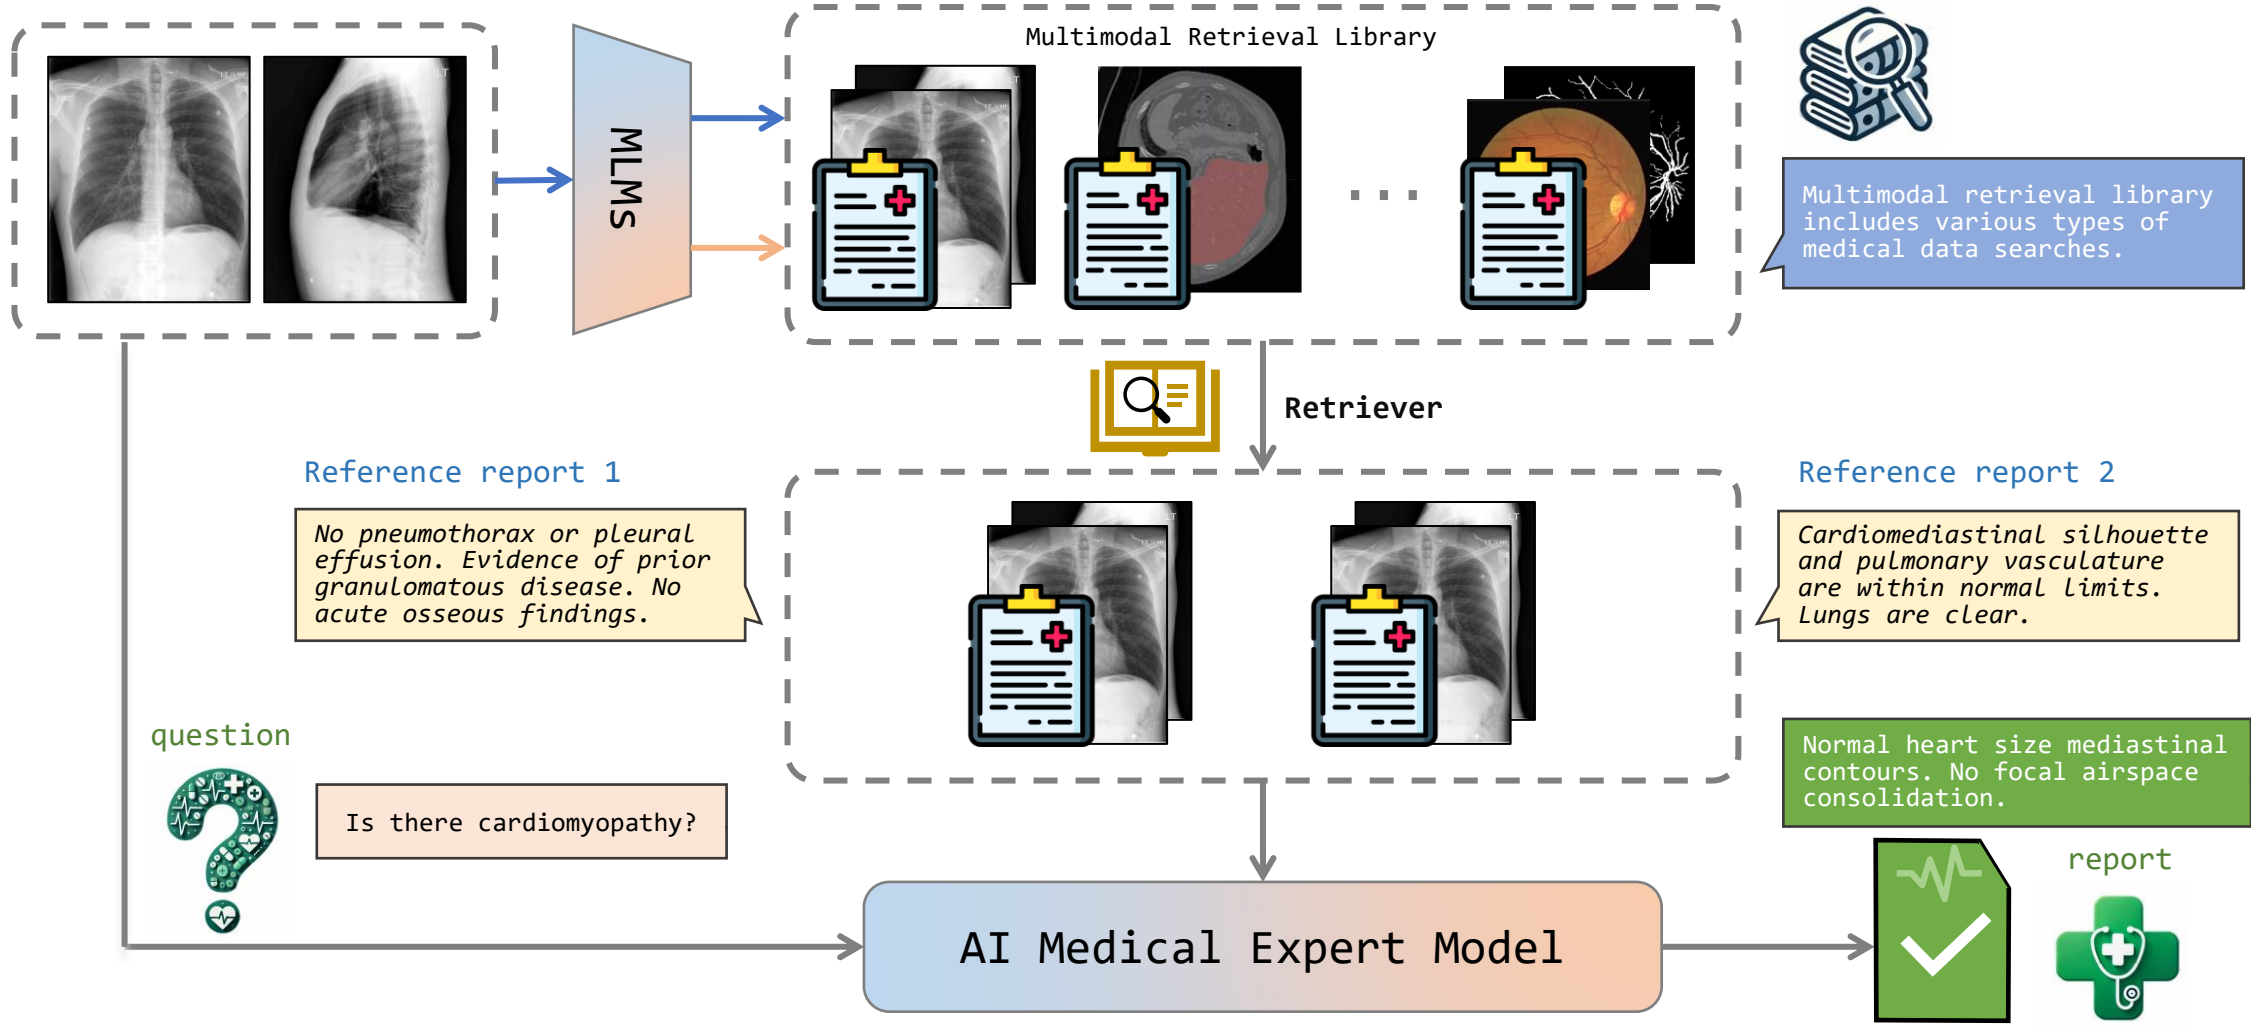 Multimodal Retrieval Library
MLMs
Multimodal retrieval library
includes various types of
medical data searches.
Retriever
Reference report 1
No pneumothorax or pleural
effusion. Evidence of prior
granulomatous disease. No
acute osseous findings.
Reference report 2
Cardiomediastinal silhouette
and pulmonary vasculature
are within normal limits.
Lungs are clear.
question
Is there cardiomyopathy?
Normal heart size mediastinal
contours. No focal airspace
consolidation.
report
AI Medical Expert Model
LT
LT